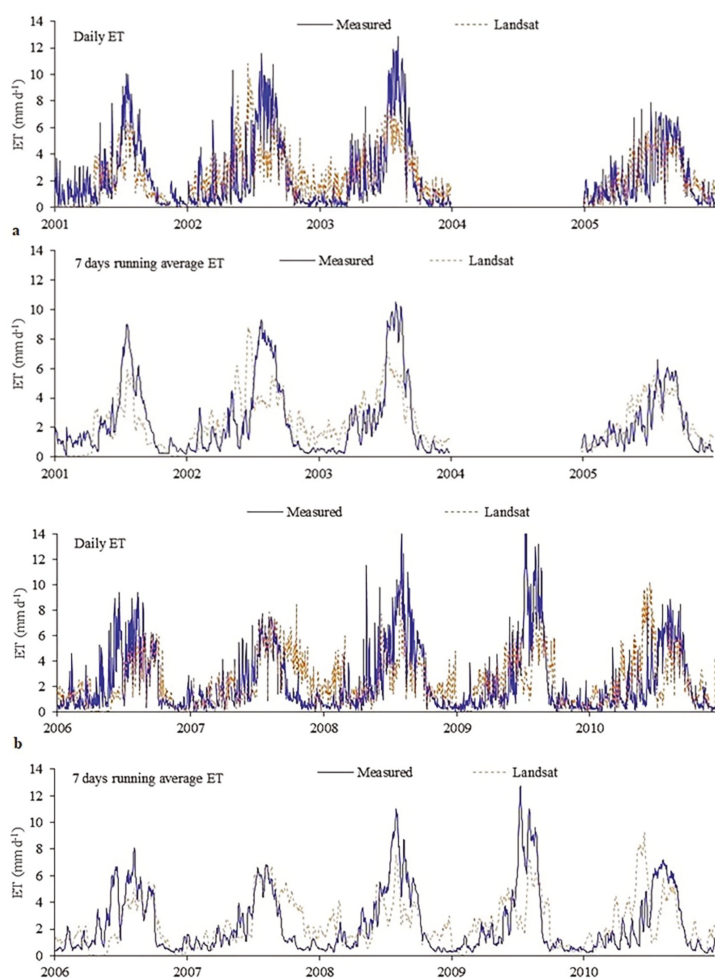 14
Daily ET
Measured
Landsat
12
10
8
6
4
2
0
ET (mm d-1)
2001
2002
2003
2004
2005
a
14
7 days running average ET
Measured
Landsat
12
10
8
6
4
2
0
ET (mm d-1)
2001
2002
2003
2004
2005
Measured
Landsat
14
Daily ET
12
10
8
6
4
2
0
ET (mm d-1)
2006
2007
2008
2009
2010
b
14
7 days running average ET
Measured
Landsat
12
10
8
6
4
2
0
ET (mm d-1)
2006
2007
2008
2009
2010